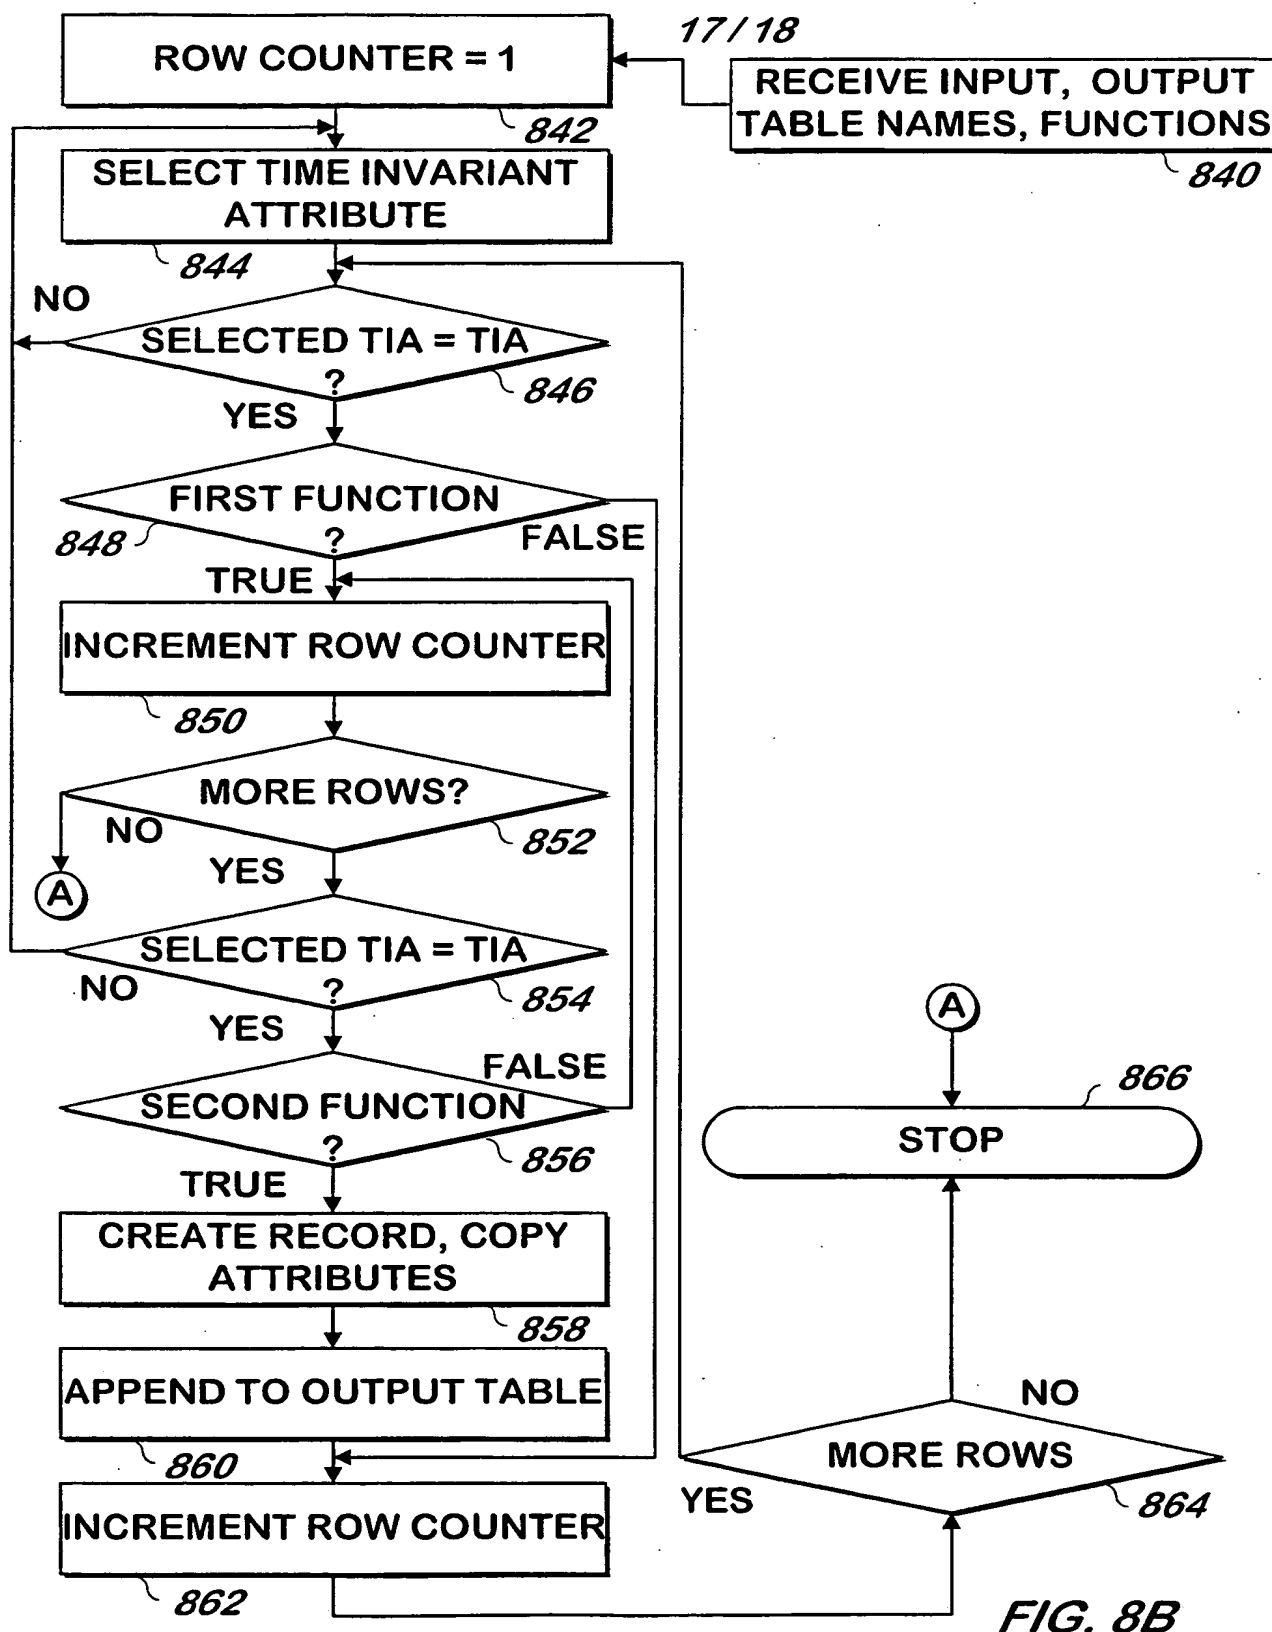 17/18
ROW COUNTER = 1
842
RECEIVE INPUT, OUTPUT
TABLE NAMES, FUNCTIONS
840
SELECT TIME INVARIANT
ATTRIBUTE
844
NO
SELECTED TIA = TIA
?
846
YES
FIRST FUNCTION
?
848
FALSE
TRUE
INCREMENT ROW COUNTER
850
MORE ROWS?
NO
852
YES
A
SELECTED TIA = TIA
?
NO
854
YES
FALSE
SECOND FUNCTION
?
856
TRUE
CREATE RECORD, COPY
ATTRIBUTES
858
APPEND TO OUTPUT TABLE
860
INCREMENT ROW COUNTER
862
A
866
STOP
NO
MORE ROWS
YES
864
FIG. 8B